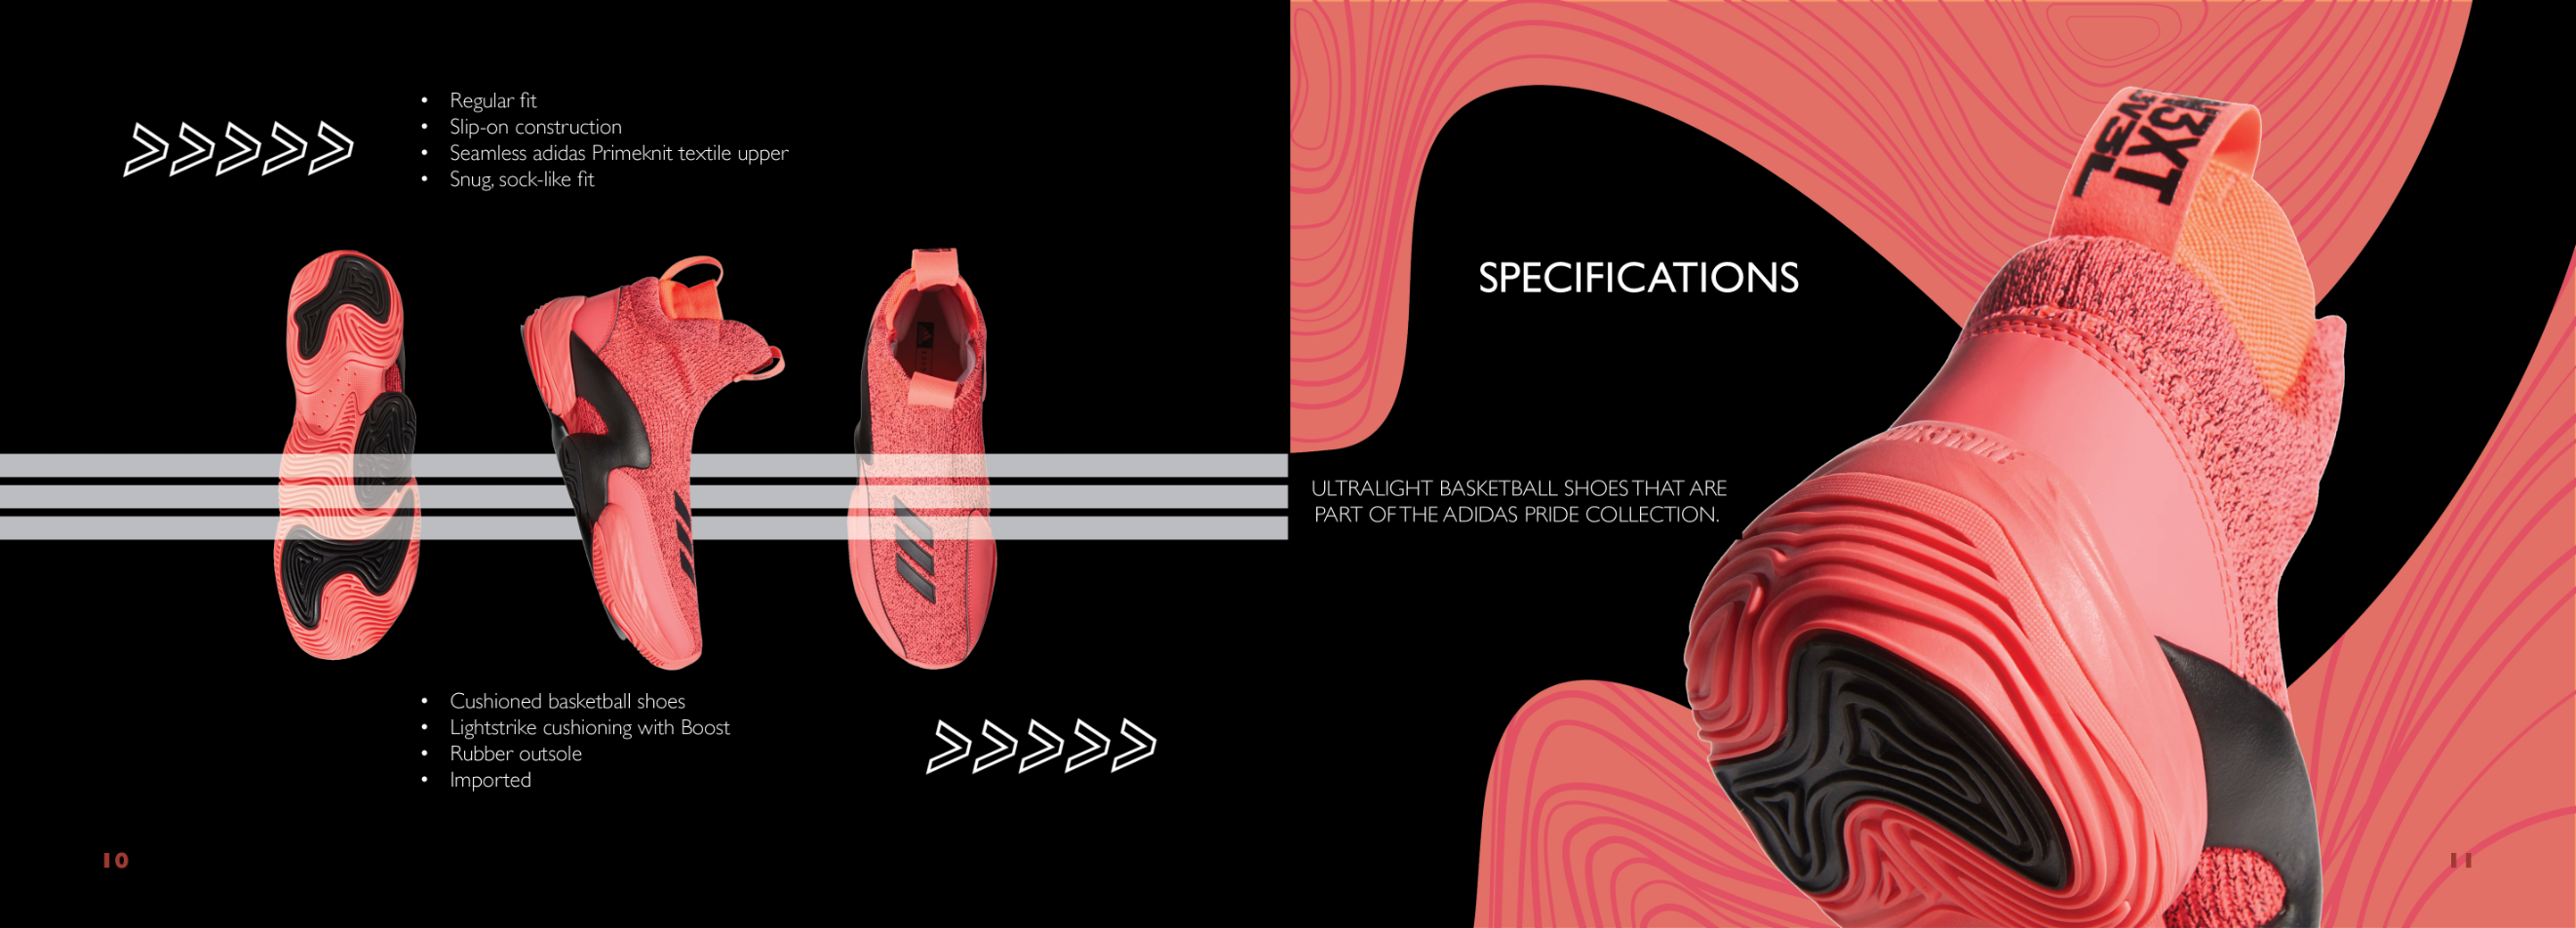 • Regular fit
• Slip-on construction
• Seamless adidas Primeknit textile upper
• Snug, sock-like fit
• Cushioned basketball shoes
• Lightstrike cushioning with Boost
• Rubber outsole
• Imported
10
SPECIFICATIONS
ULTRALIGHT BASKETBALL SHOES THAT ARE
PART OF THE ADIDAS PRIDE COLLECTION.
N3XT
L3V3L
11